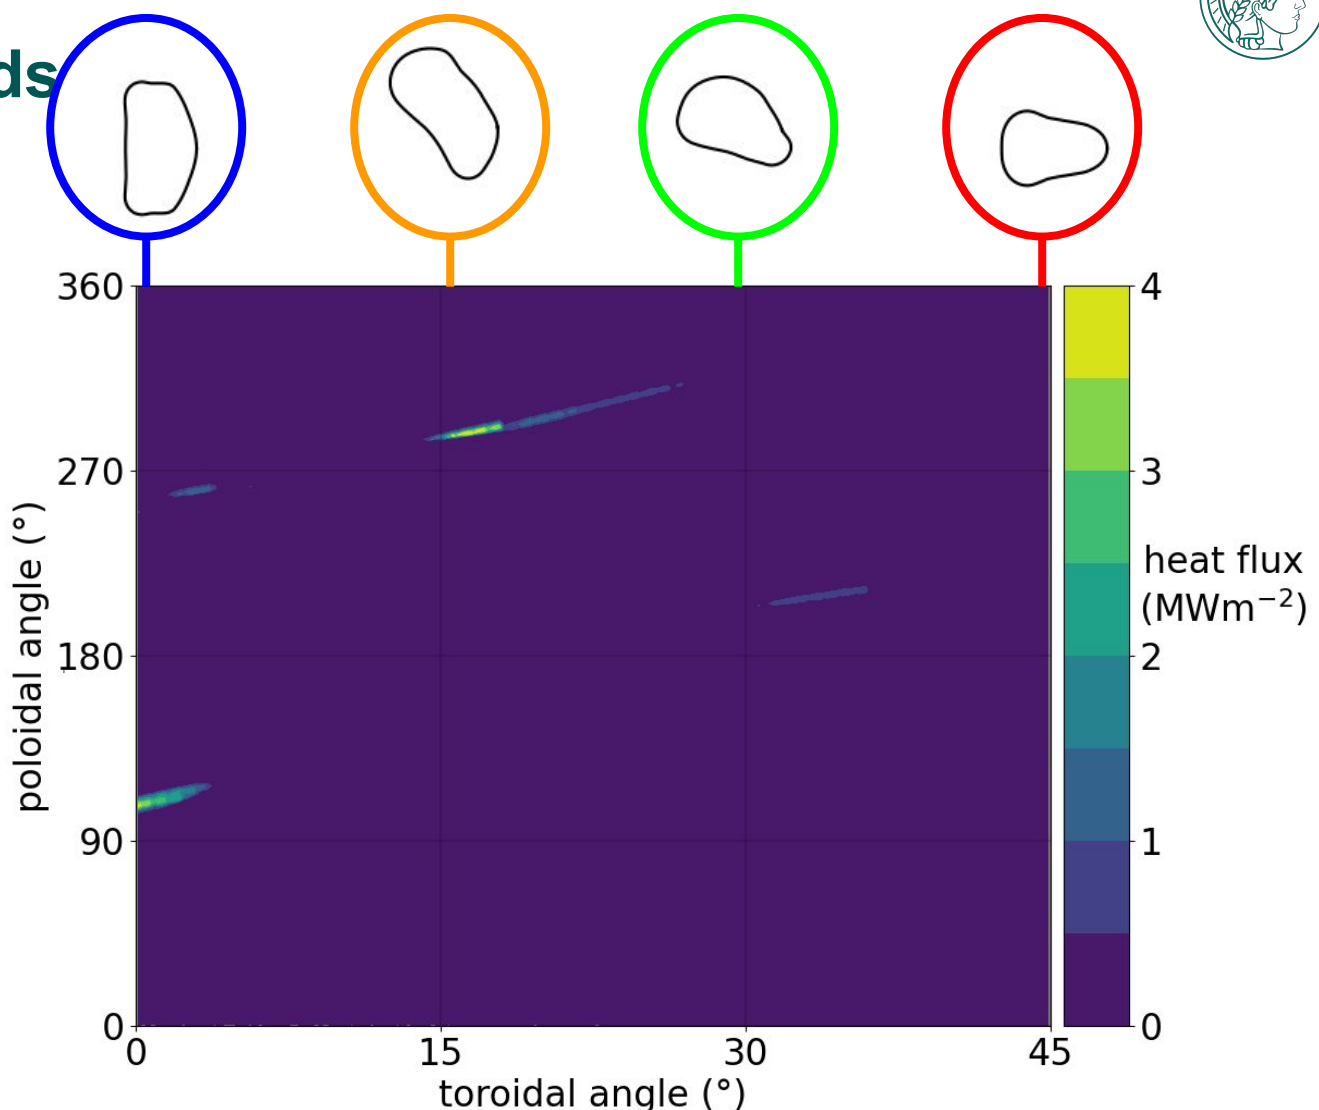 ds
360
270
180
90
0
0
15
30
45
poloidal angle (°)
toroidal angle (°)
4
3
2
1
0
heat flux
(MWm⁻²)